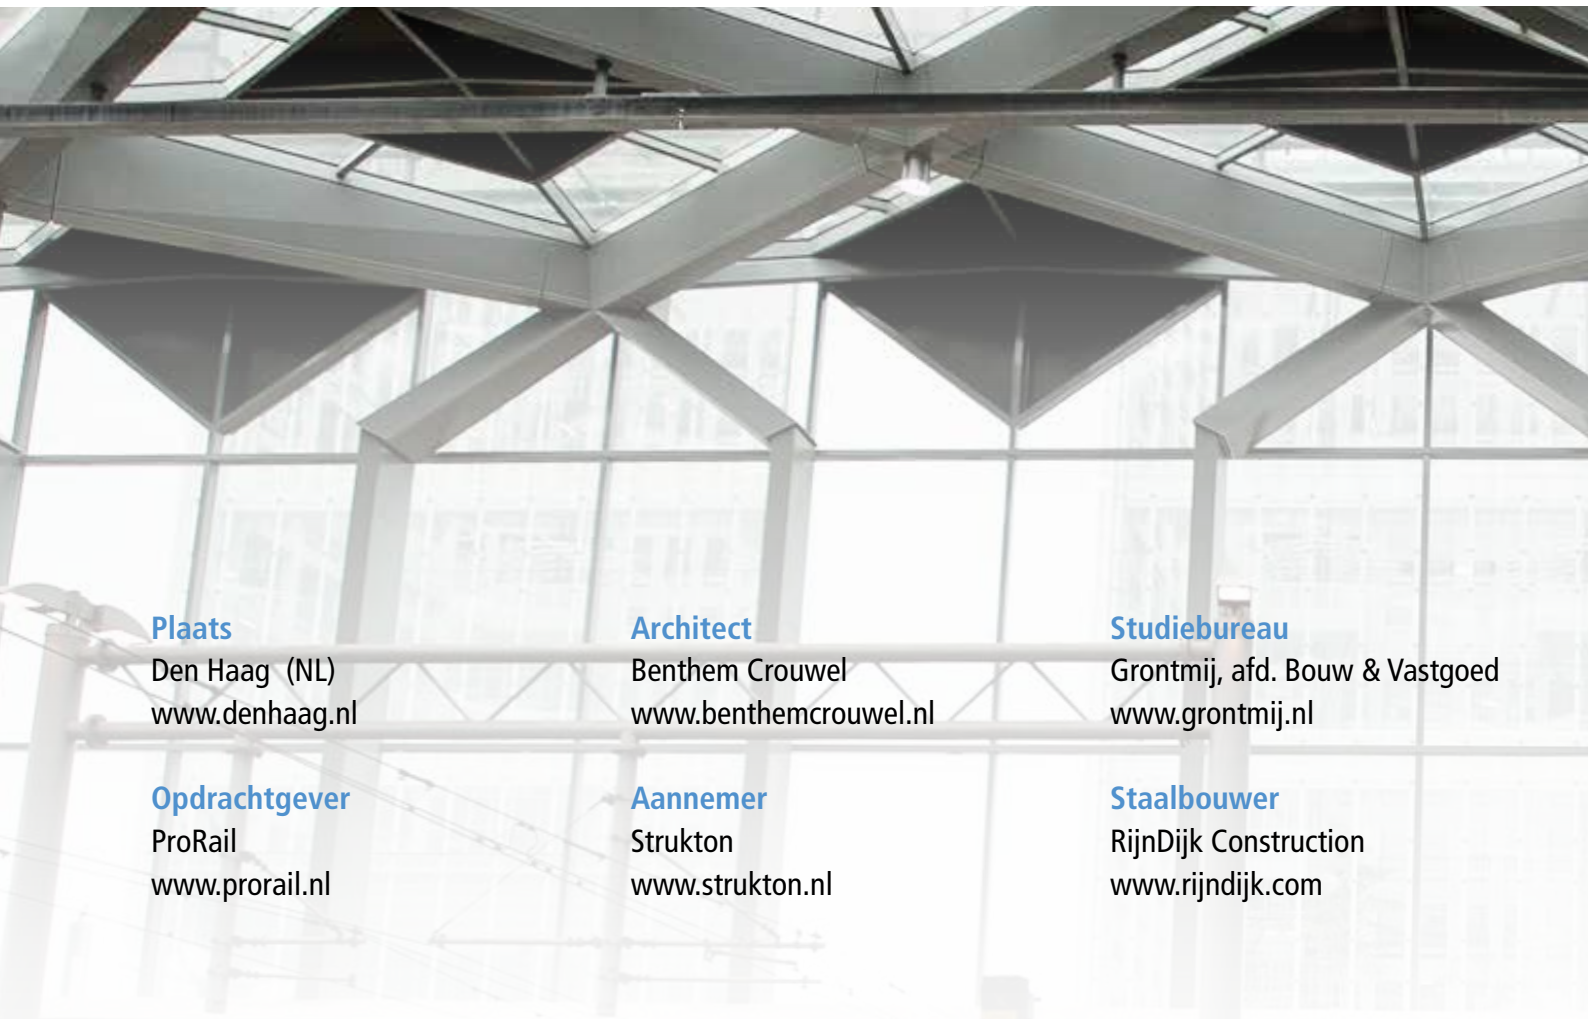 Plaats
Den Haag (NL)
www.denhaag.nl
Architect
Benthem Crouwel
www.benthemcrouwel.nl
Studiebureau
Grontmij, afd. Bouw & Vastgoed
www.grontmij.nl
Opdrachtgever
ProRail
www.prorail.nl
Aannemer
Strukton
www.strukton.nl
Staalbouwer
RijnDijk Construction
www.rijndijk.com